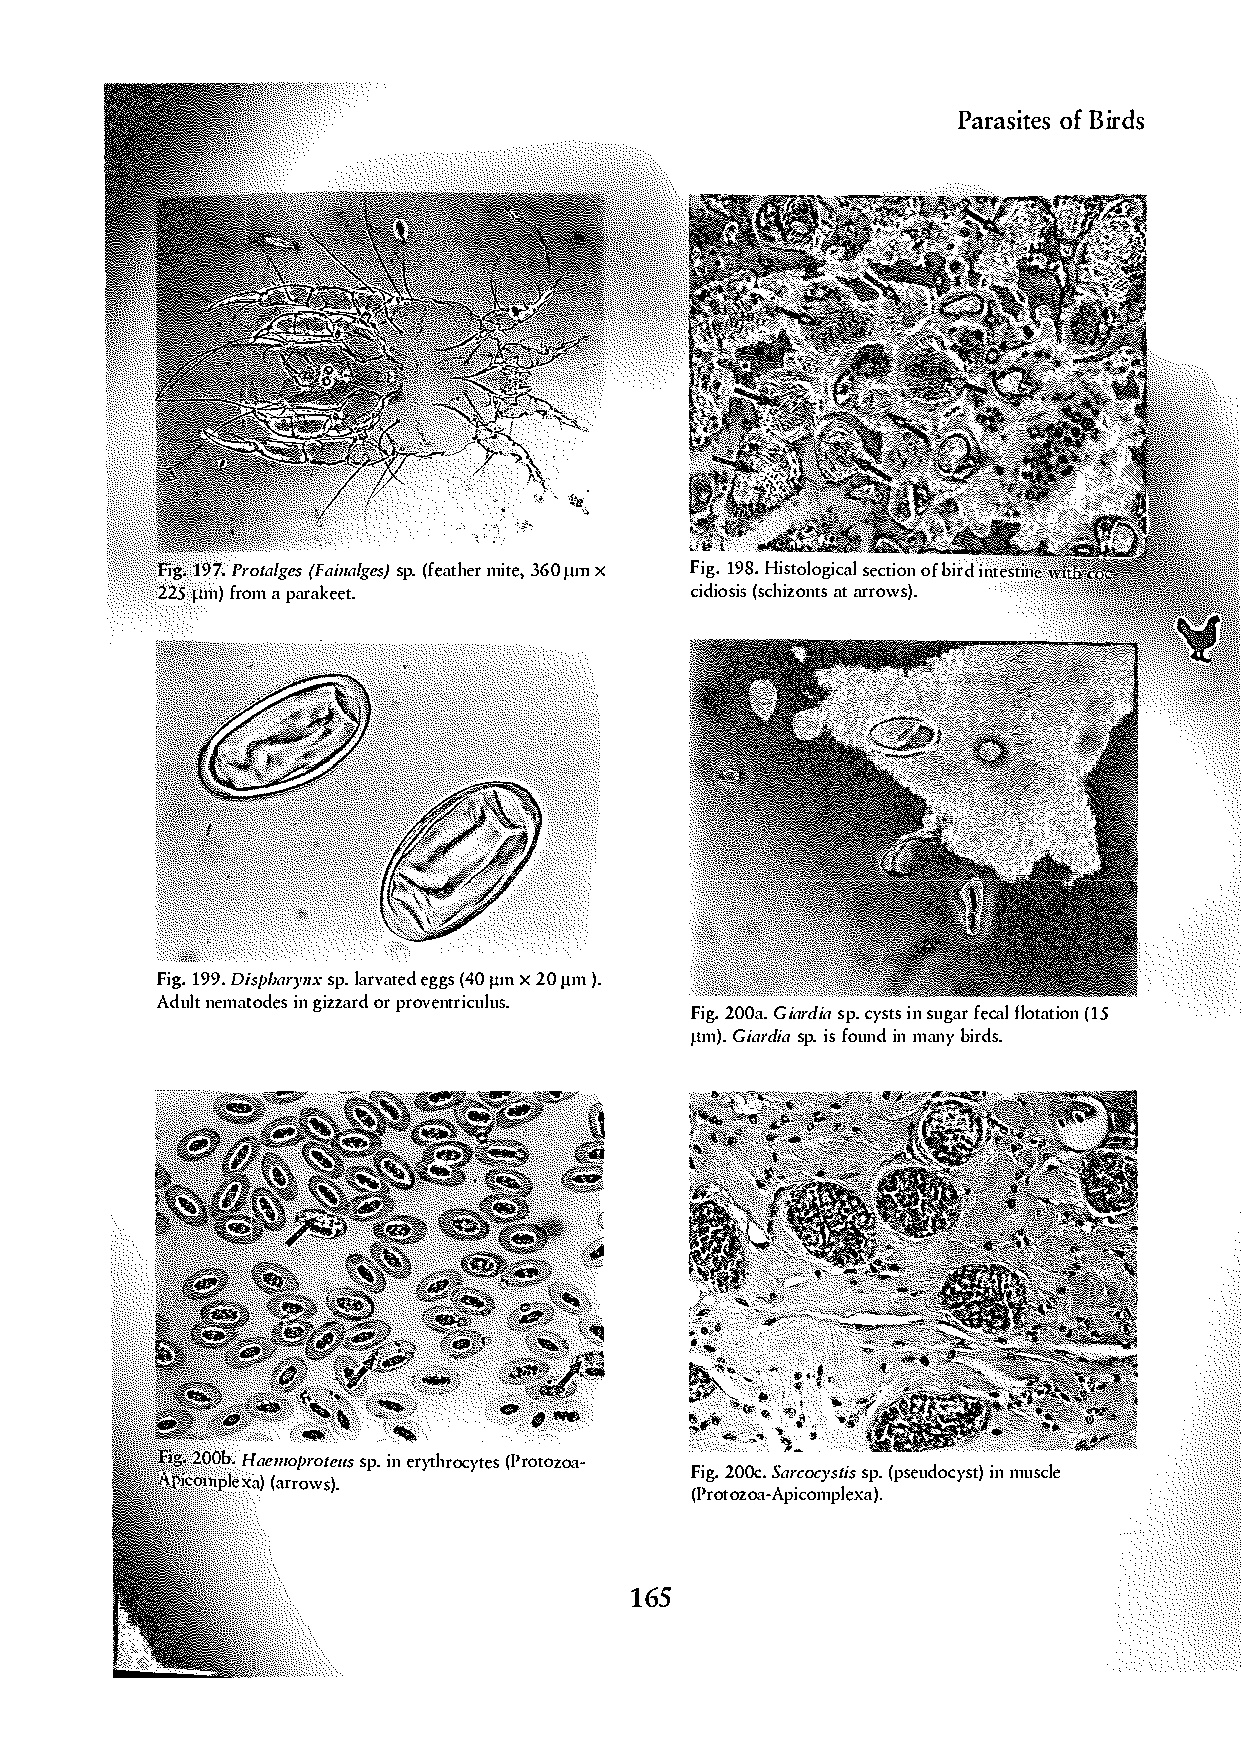 Parasites of Birds
Fig. 197. Protalges (Fainalges) sp. (feather mite, 360 µm ×
225 µm) from a parakeet.
Fig. 198. Histological section of bird intestine with coc-
cidiosis (schizonts at arrows).
Fig. 199. Dispharynx sp. larvated eggs (40 µm × 20 µm ).
Adult nematodes in gizzard or proventriculus.
Fig. 200a. Giardia sp. cysts in sugar fecal flotation (15
µm). Giardia sp. is found in many birds.
Fig. 200b. Haemoproteus sp. in erythrocytes (Protozoa-
Apicomplexa) (arrows).
Fig. 200c. Sarcocystis sp. (pseudocyst) in muscle
(Protozoa-Apicomplexa).
165